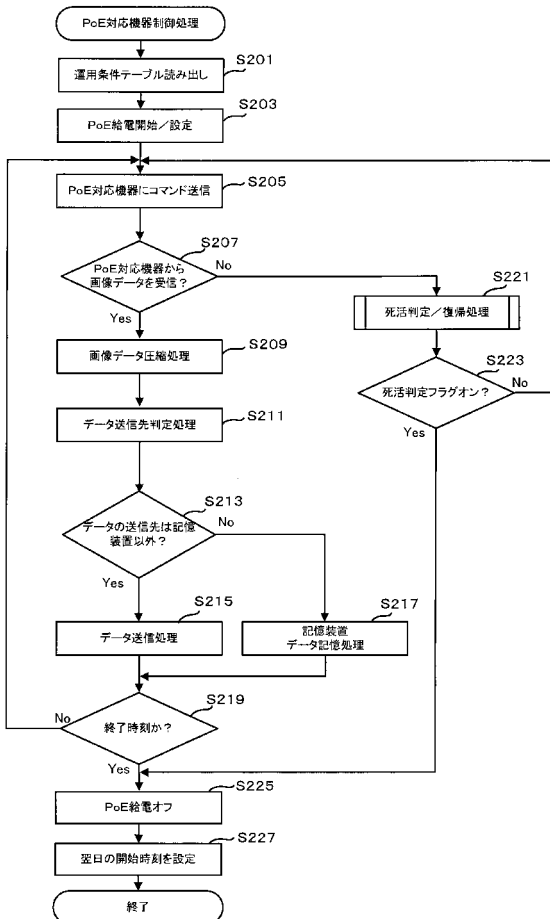 PoE対応機器制御処理
S201
運用条件テーブル読み出し
S203
PoE給電開始／設定
S205
PoE対応機器にコマンド送信
S207
PoE対応機器から
画像データを受信？
No
Yes
S221
死活判定／復帰処理
S209
画像データ圧縮処理
S223
死活判定フラグオン？
No
Yes
S211
データ送信先判定処理
S213
データの送信先は記憶
装置以外？
No
Yes
S215
データ送信処理
S217
記憶装置
データ記憶処理
S219
終了時刻か？
No
Yes
S225
PoE給電オフ
S227
翌日の開始時刻を設定
終了